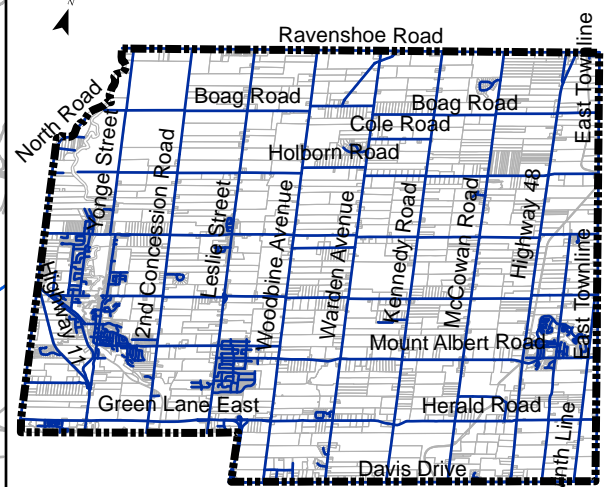 Ravenshoe Road
East Townline
North Road
Boag Road
Boag Road
Cole Road
Holborn Road
Yonge Street
2nd Concession Road
Leslie Street
Woodbine Avenue
Warden Avenue
Kennedy Road
McCowan Road
Highway 48
East Townline
Highway 11
Mount Albert Road
Green Lane East
Herald Road
Davis Drive
Line